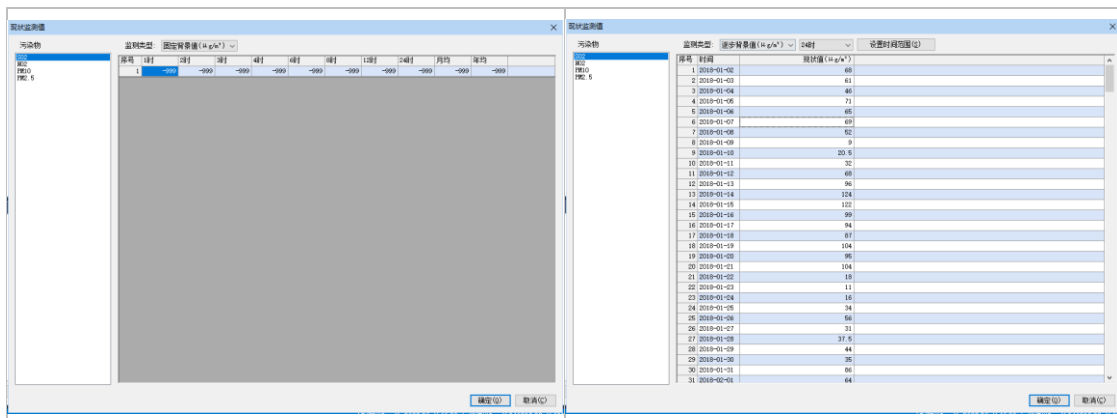 现状监测值
污染物
监测类型: 固定背景值(μg/m³)
SO2
NO2
PM10
PM2.5
序号 1时 2时 3时 4时 6时 8时 12时 24时 月均 年均
1 -999 -999 -999 -999 -999 -999 -999 -999 -999 -999
确定(O) 取消(C)
现状监测值
污染物
监测类型: 逐步背景值(μg/m³) 24时 设置时间范围(Q)
SO2
NO2
PM10
PM2.5
序号 时间 现状值(μg/m³)
1 2018-01-02 68
2 2018-01-03 61
3 2018-01-04 46
4 2018-01-05 71
5 2018-01-06 65
6 2018-01-07 69
7 2018-01-08 52
8 2018-01-09 9
9 2018-01-10 20.5
10 2018-01-11 32
11 2018-01-12 68
12 2018-01-13 96
13 2018-01-14 124
14 2018-01-15 122
15 2018-01-16 99
16 2018-01-17 94
17 2018-01-18 87
18 2018-01-19 104
19 2018-01-20 95
20 2018-01-21 104
21 2018-01-22 18
22 2018-01-23 11
23 2018-01-24 16
24 2018-01-25 34
25 2018-01-26 56
26 2018-01-27 31
27 2018-01-28 37.5
28 2018-01-29 44
29 2018-01-30 35
30 2018-01-31 86
31 2018-02-01 64
确定(O) 取消(C)